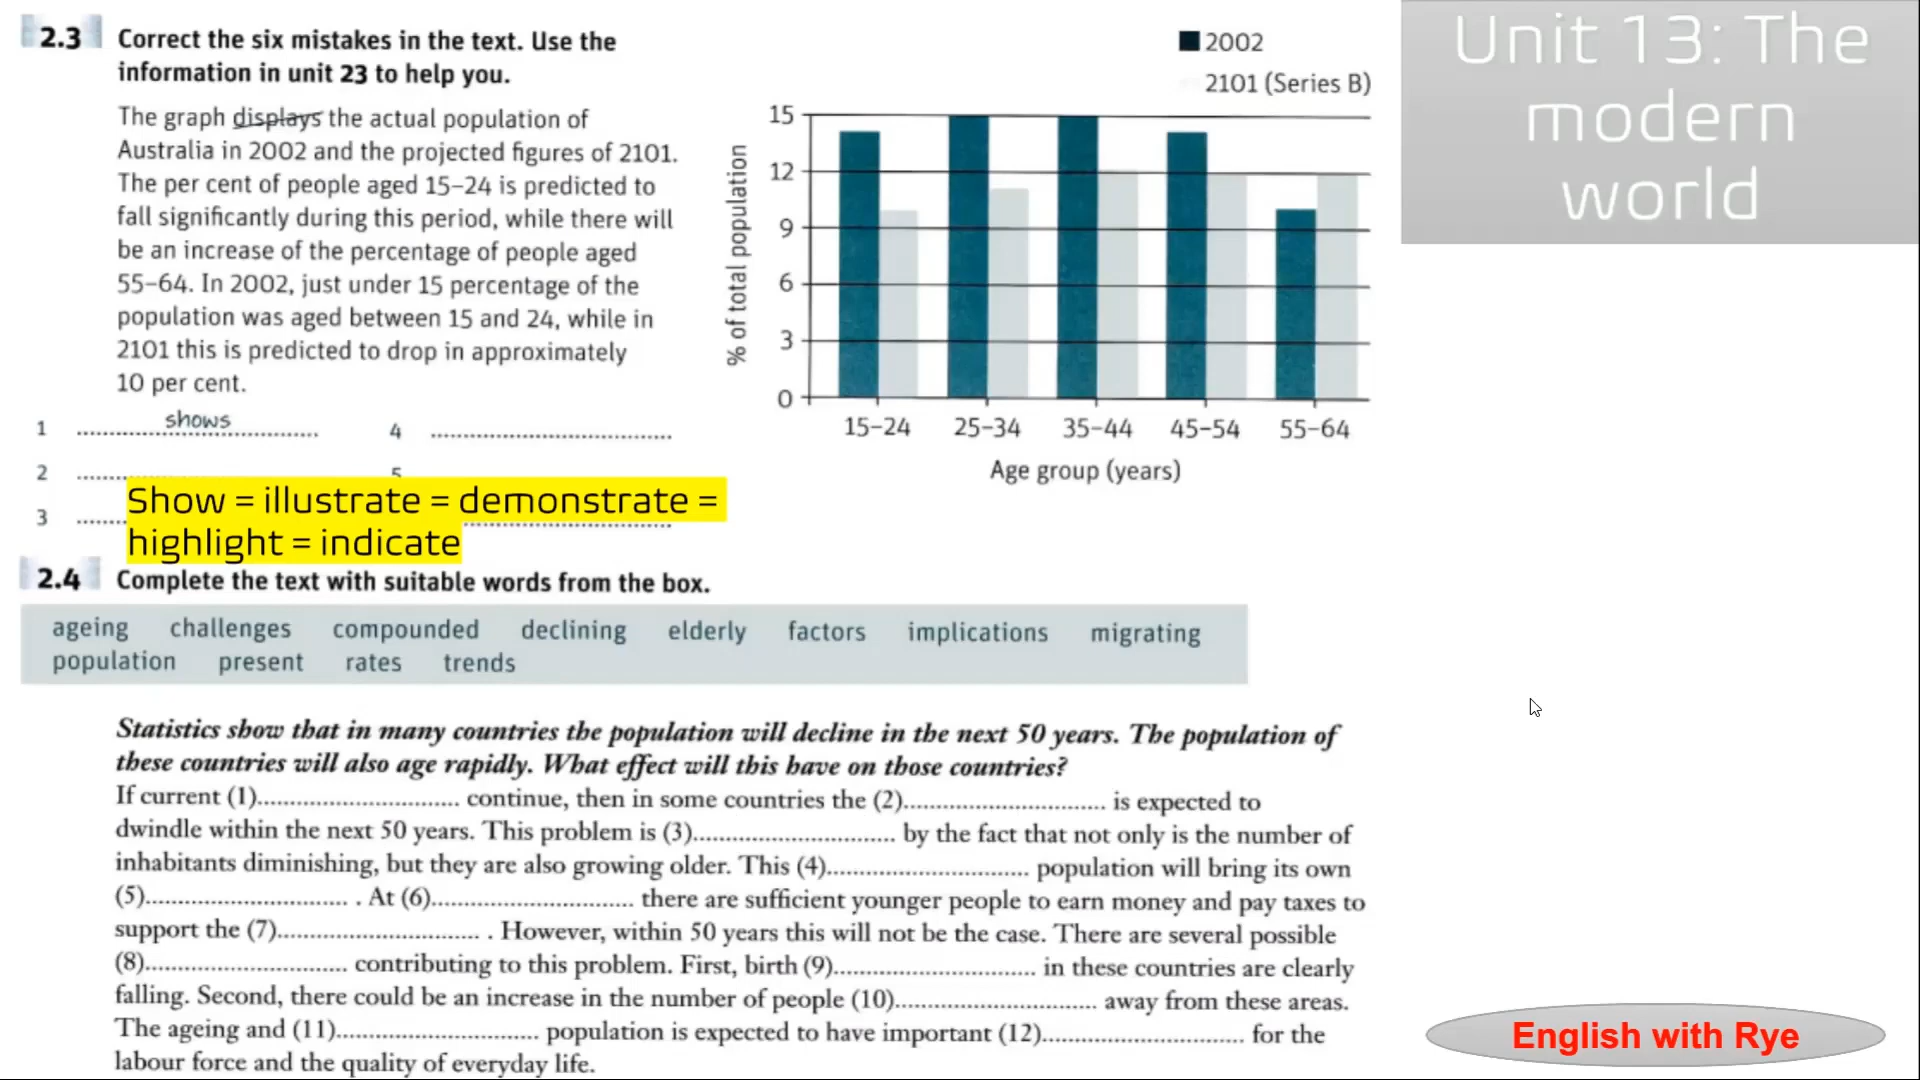 2.3 Correct the six mistakes in the text. Use the
information in unit 23 to help you.
The graph displays the actual population of
Australia in 2002 and the projected figures of 2101.
The per cent of people aged 15–24 is predicted to
fall significantly during this period, while there will
be an increase of the percentage of people aged
55–64. In 2002, just under 15 percentage of the
population was aged between 15 and 24, while in
2101 this is predicted to drop in approximately
10 per cent.
1 shows 4
2 5
3
Show = illustrate = demonstrate =
highlight = indicate
2002
2101 (Series B)
% of total population
15
12
9
6
3
0
15–24 25–34 35–44 45–54 55–64
Age group (years)
Unit 13: The
modern
world
2.4 Complete the text with suitable words from the box.
ageing challenges compounded declining elderly factors implications migrating
population present rates trends
Statistics show that in many countries the population will decline in the next 50 years. The population of
these countries will also age rapidly. What effect will this have on those countries?
If current (1).............................. continue, then in some countries the (2).............................. is expected to
dwindle within the next 50 years. This problem is (3).............................. by the fact that not only is the number of
inhabitants diminishing, but they are also growing older. This (4).............................. population will bring its own
(5).............................. . At (6).............................. there are sufficient younger people to earn money and pay taxes to
support the (7).............................. . However, within 50 years this will not be the case. There are several possible
(8).............................. contributing to this problem. First, birth (9).............................. in these countries are clearly
falling. Second, there could be an increase in the number of people (10).............................. away from these areas.
The ageing and (11).............................. population is expected to have important (12).............................. for the
labour force and the quality of everyday life.
English with Rye